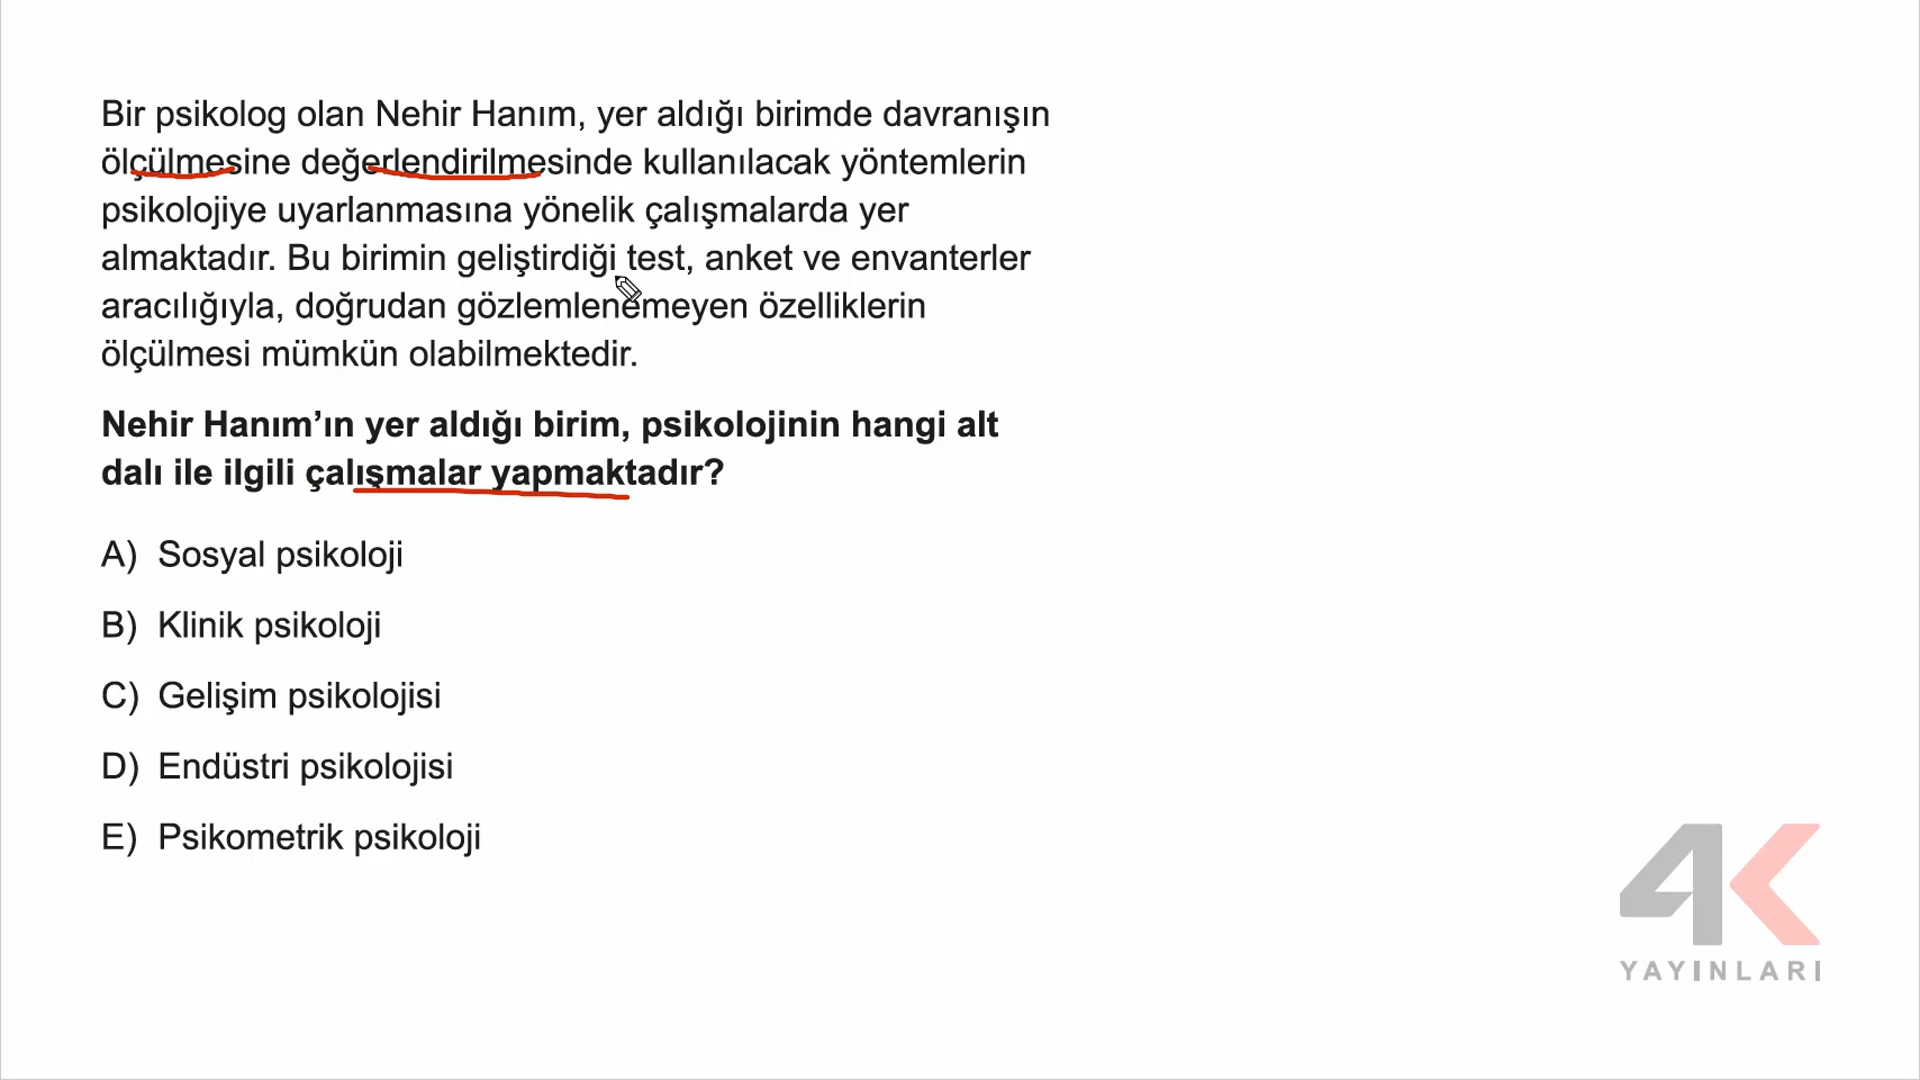 Bir psikolog olan Nehir Hanım, yer aldığı birimde davranışın
ölçülmesine değerlendirilmesinde kullanılacak yöntemlerin
psikolojiye uyarlanmasına yönelik çalışmalarda yer
almaktadır. Bu birimin geliştirdiği test, anket ve envanterler
aracılığıyla, doğrudan gözlemlenemeyen özelliklerin
ölçülmesi mümkün olabilmektedir.
Nehir Hanım’ın yer aldığı birim, psikolojinin hangi alt
dalı ile ilgili çalışmalar yapmaktadır?
A) Sosyal psikoloji
B) Klinik psikoloji
C) Gelişim psikolojisi
D) Endüstri psikolojisi
E) Psikometrik psikoloji
4K
YAYINLARI